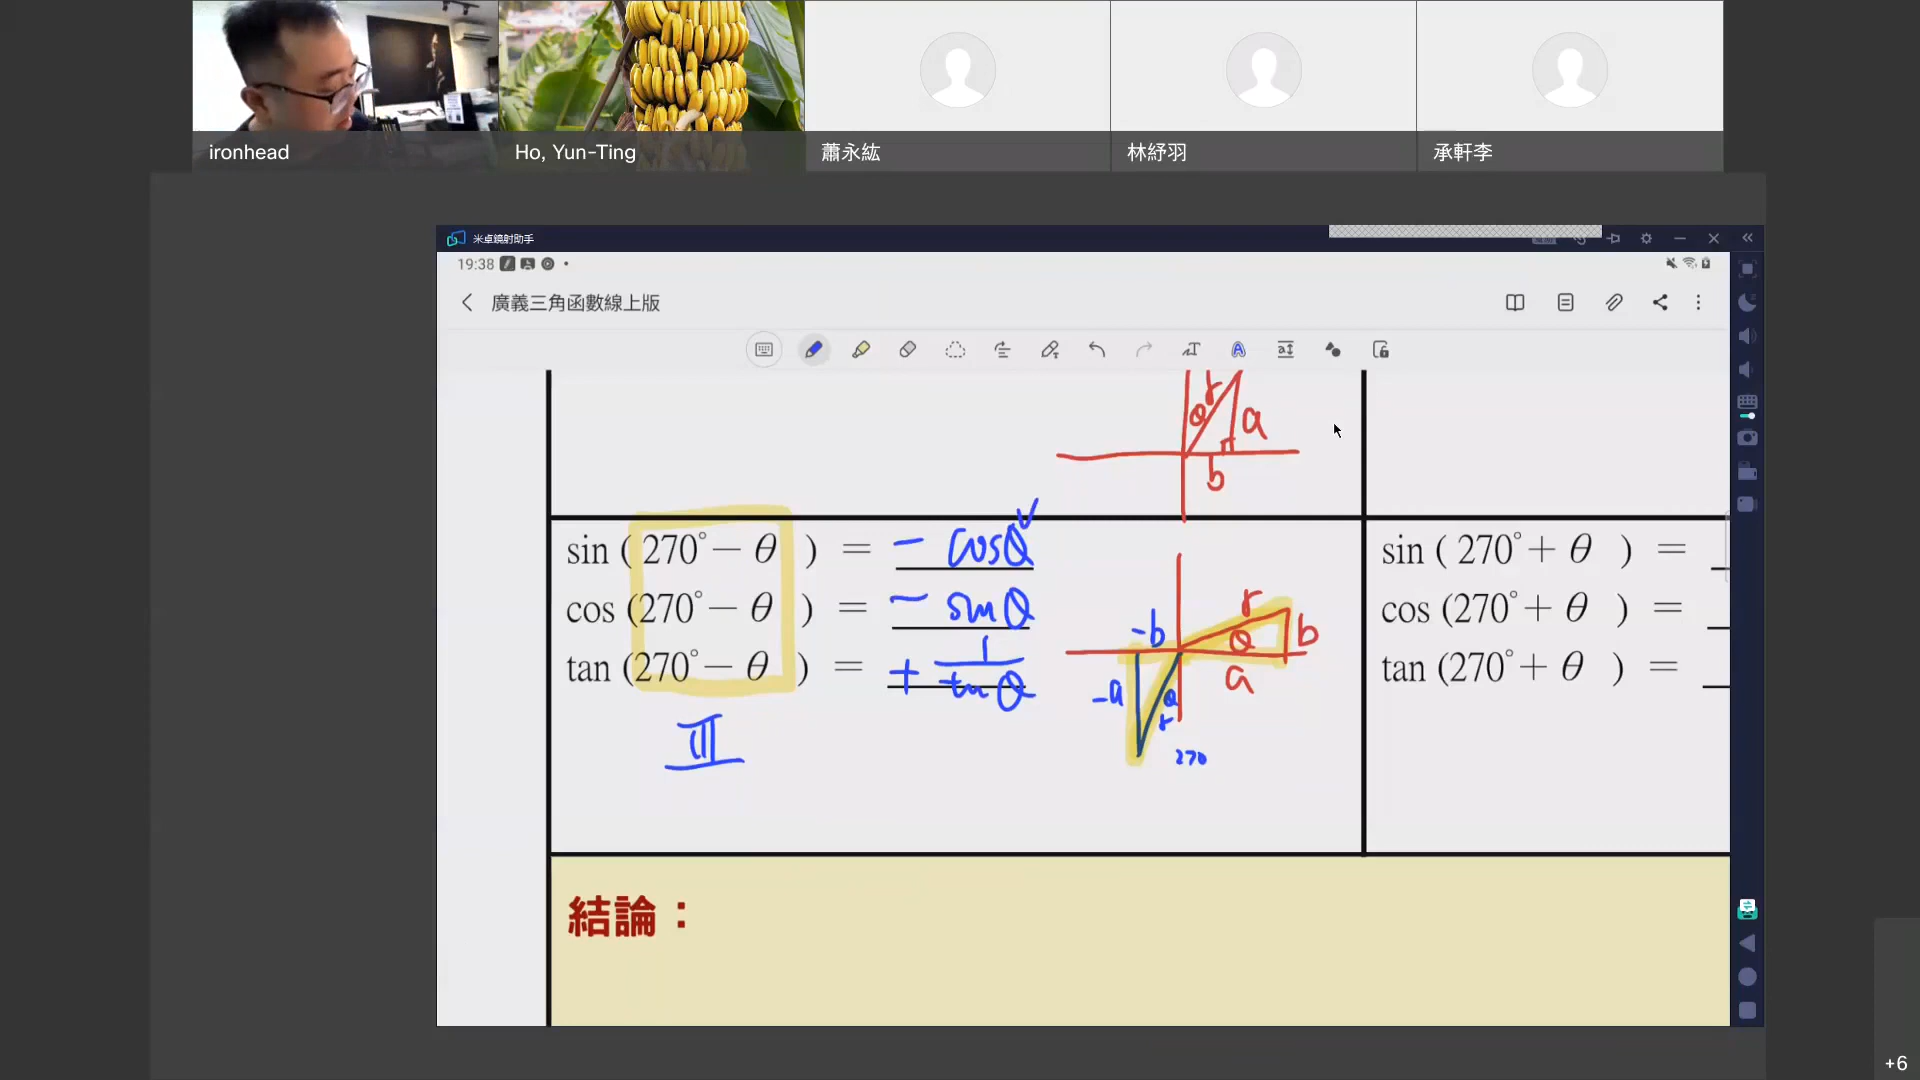 ironhead
Ho, Yun-Ting
蕭永紘
林紓羽
承軒李
米卓鏡射助手
19:38
廣義三角函數線上版
r
θ a
b
sin ( 270°− θ ) = − cosθ
cos (270°− θ ) = − sinθ
tan (270°− θ ) = + 1/tanθ
III
r
-b θ b
a
-a θ
r
270
sin ( 270°+ θ ) =
cos (270°+ θ ) =
tan (270°+ θ ) =
結論：
+6